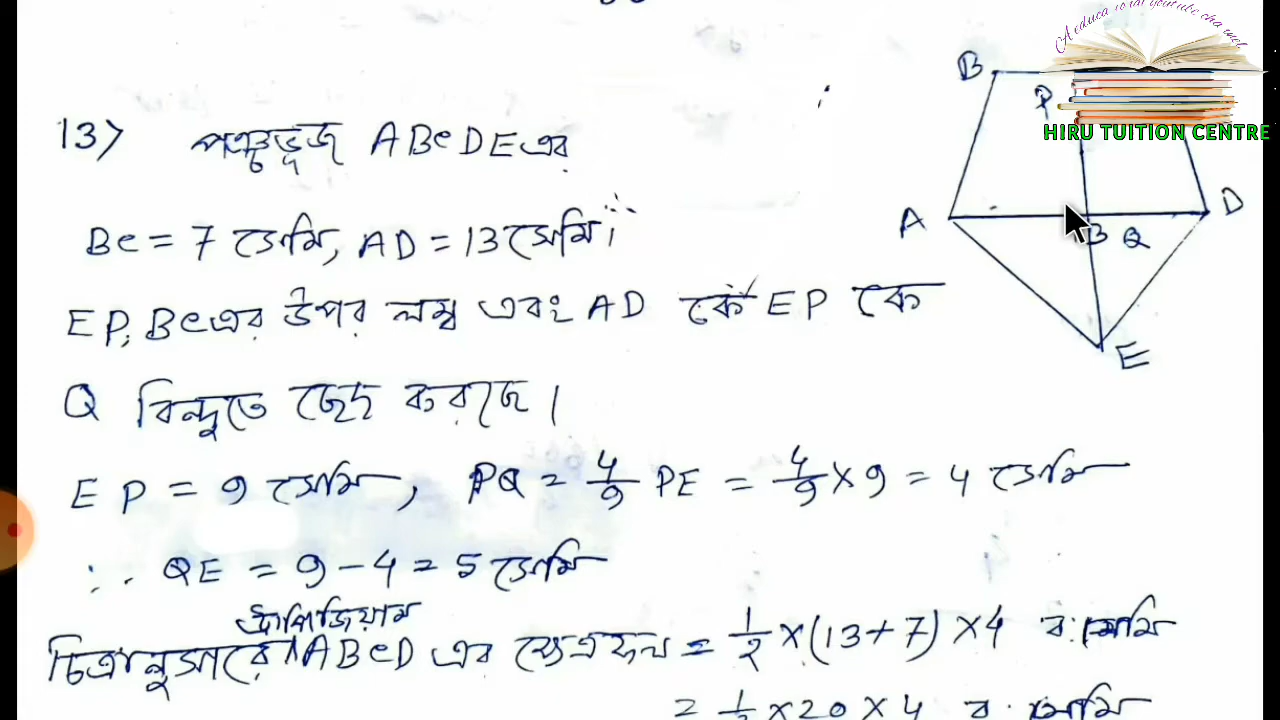 A educa
HIRU TUITION CENTRE
B
P
A
D
B Q
E
13> পঞ্চভূজ ABCDE এর
BC = 7 সেমি, AD = 13 সেমি।
EP, BC এর উপর লম্ব এবং AD কে EP কে
Q বিন্দুতে ছেদ করেছে।
EP = 9 সেমি, PQ = 4/9 PE = 4/9 × 9 = 4 সেমি
∴ QE = 9 − 4 = 5 সেমি
ট্রাপিজিয়াম
চিত্রানুসারে ABCD এর ক্ষেত্রফল = 1/2 × (13 + 7) × 4 ব: সেমি
= 1/2 × 20 × 4 ব· সেমি